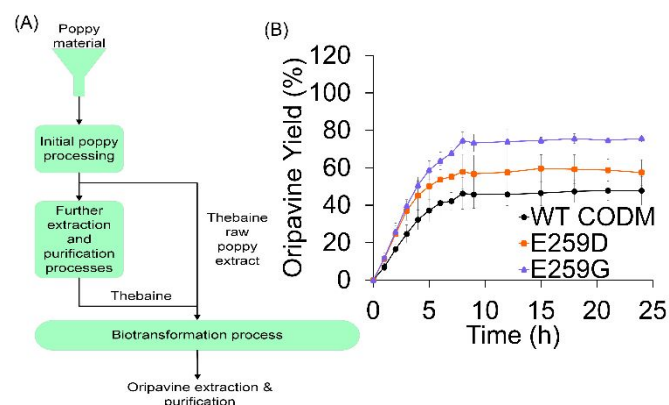 (A)
Poppy
material
Initial poppy
processing
Further
extraction
and
purification
processes
Thebaine
raw poppy
extract
Thebaine
Biotransformation process
Oripavine extraction &
purification
(B)
Oripavine Yield (%)
120
100
80
60
40
20
0
WT CODM
E259D
E259G
0 5 10 15 20 25
Time (h)